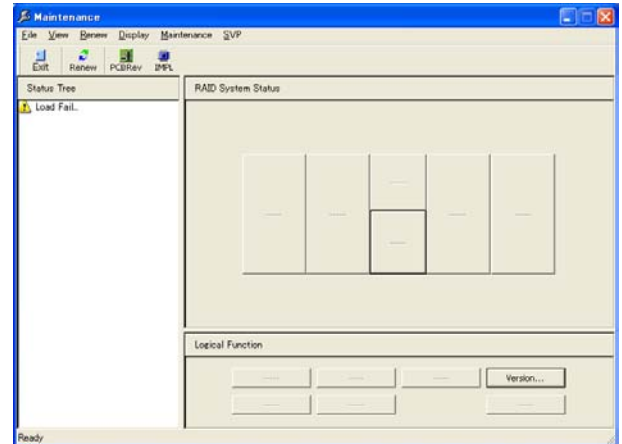 Maintenance
File View Renew Display Maintenance SVP
Exit Renew PCBRev IMPL
Status Tree
RAID System Status
Load Fail..
Logical Function
Version...
Ready